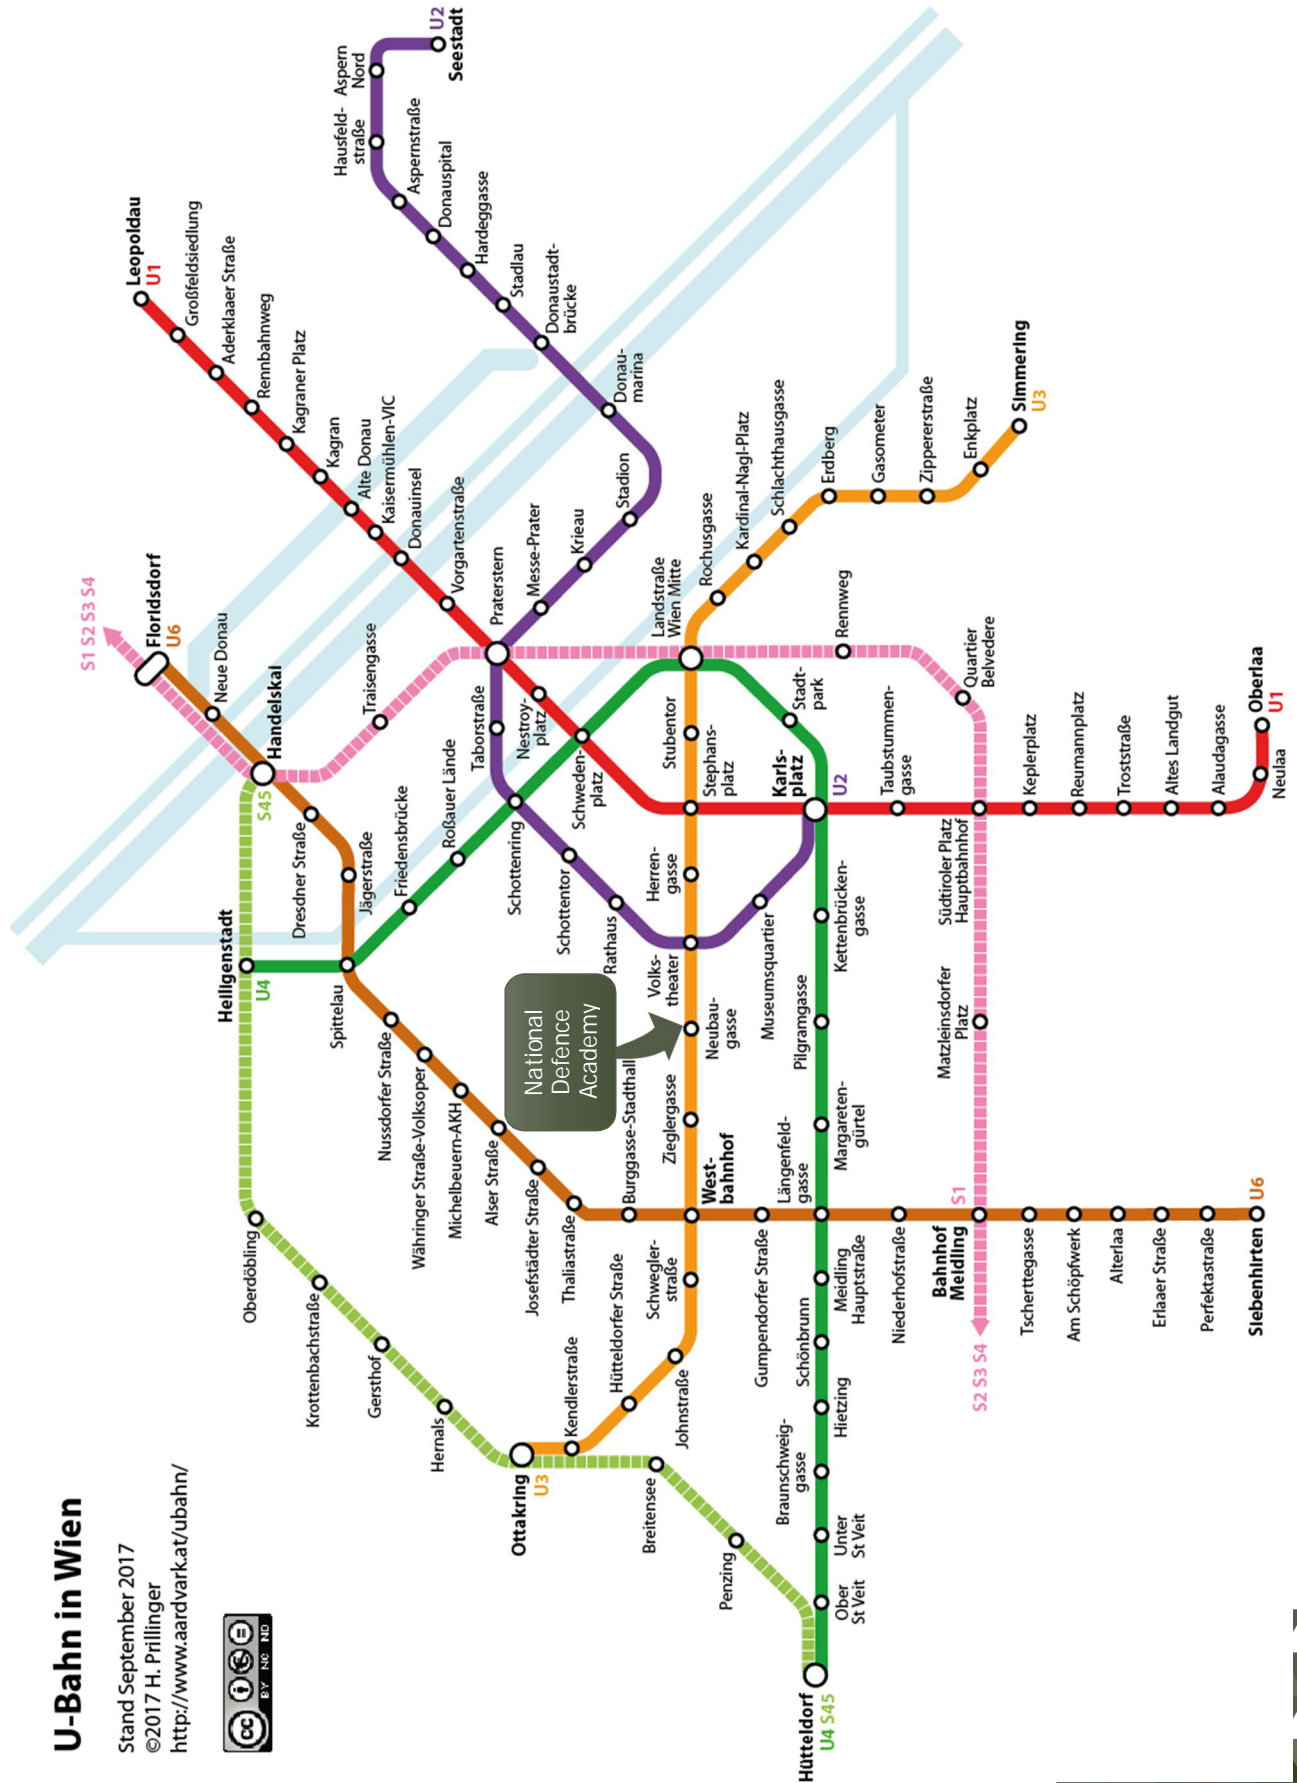 U-Bahn in Wien
Stand September 2017
©2017 H. Prillinger
http://www.aardvark.at/ubahn/
cc
BY NC ND
S1 S2 S3 S4
Floridsdorf
U6
Neue Donau
Handelskai
S45
Dresdner Straße
Jägerstraße
Traisengasse
Leopoldau
U1
Großfeldsiedlung
Aderklaaer Straße
Rennbahnweg
Kagraner Platz
Kagran
Alte Donau
Kaisermühlen-VIC
Donauinsel
Vorgartenstraße
Praterstern
Nestroy-
platz
Schweden-
platz
Stephans-
platz
Karls-
platz
U2
Taubstummen-
gasse
Südtiroler Platz
Hauptbahnhof
Keplerplatz
Reumannplatz
Troststraße
Altes Landgut
Alaudagasse
Neulaa
Oberlaa
U1
U2
Seestadt
Aspern
Nord
Hausfeld-
straße
Aspernstraße
Donauspital
Hardeggasse
Stadlau
Donaustadt-
brücke
Donau-
marina
Stadion
Krieau
Messe-Prater
Taborstraße
Schottenring
Schottentor
Rathaus
Volks-
theater
Museumsquartier
Heiligenstadt
U4
Spittelau
Friedensbrücke
Roßauer Lände
Landstraße
Wien Mitte
Stadt-
park
Kettenbrücken-
gasse
Pilgramgasse
Margareten-
gürtel
Längenfeld-
gasse
Meidling
Hauptstraße
Schönbrunn
Hietzing
Braunschweig-
gasse
Unter
St Veit
Ober
St Veit
Hütteldorf
U4 S45
Nussdorfer Straße
Währinger Straße-Volksoper
Michelbeuern-AKH
Alser Straße
Josefstädter Straße
Thaliastraße
Burggasse-Stadthall
West-
bahnhof
Gumpendorfer Straße
Niederhofstraße
Bahnhof
Meidling
S1
Tscherttegasse
Am Schöpfwerk
Alterlaa
Erlaaer Straße
Perfektastraße
Siebenhirten
U6
Ottakring
U3
Kendlerstraße
Hütteldorfer Straße
Johnstraße
Schwegler-
straße
Zieglergasse
Neubau-
gasse
National
Defence
Academy
Herren-
gasse
Stubentor
Rochusgasse
Kardinal-Nagl-Platz
Schlachthausgasse
Erdberg
Gasometer
Zippererstraße
Enkplatz
Simmering
U3
Rennweg
Quartier
Belvedere
Matzleinsdorfer
Platz
S2 S3 S4
Oberdöbling
Krottenbachstraße
Gersthof
Hernals
Breitensee
Penzing